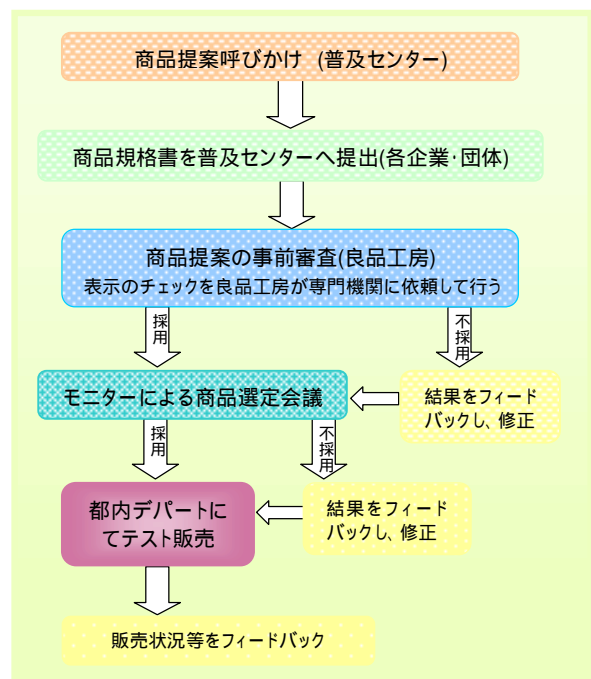 商品提案呼びかけ (普及センター)
商品規格書を普及センターへ提出(各企業・団体)
商品提案の事前審査(良品工房)
表示のチェックを良品工房が専門機関に依頼して行う
採用
不採用
モニターによる商品選定会議
結果をフィード
バックし、修正
採用
不採用
都内デパートに
てテスト販売
結果をフィード
バックし、修正
販売状況等をフィードバック